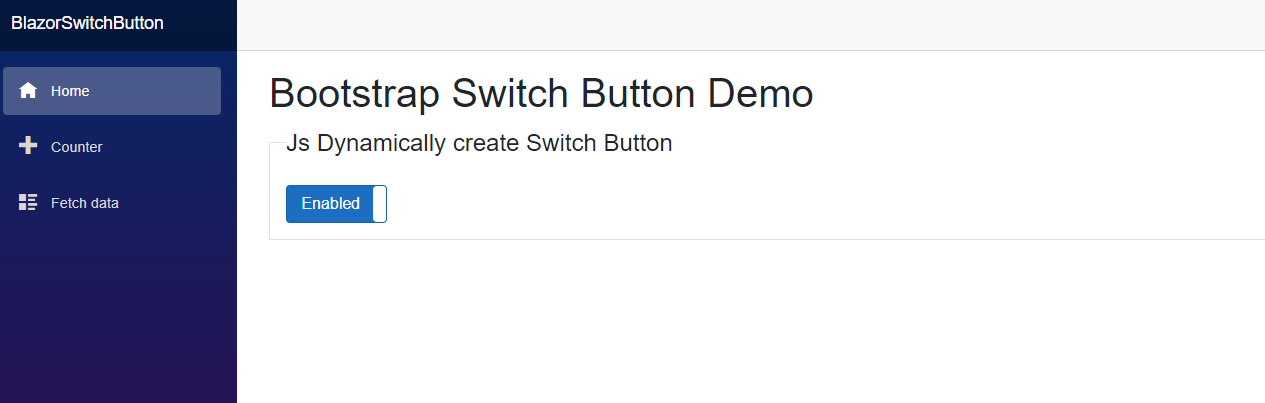 BlazorSwitchButton
Home
Counter
Fetch data
Bootstrap Switch Button Demo
Js Dynamically create Switch Button
Enabled